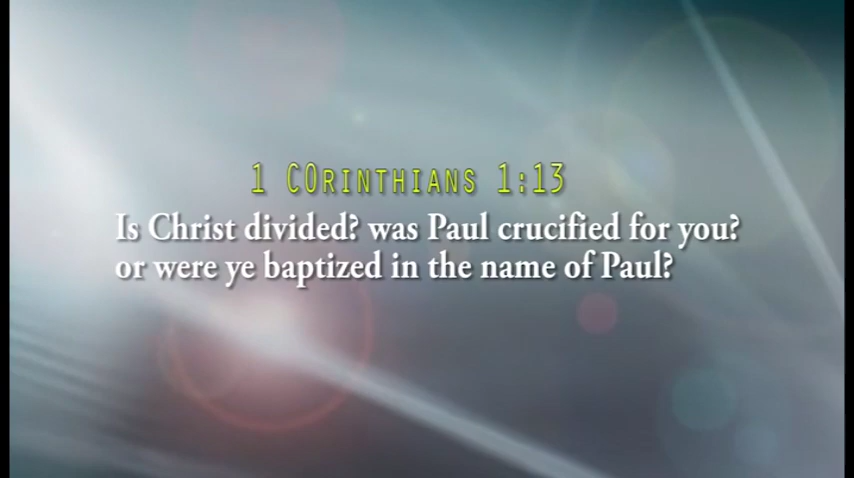 1 COrinthians 1:13
Is Christ divided? was Paul crucified for you?
or were ye baptized in the name of Paul?